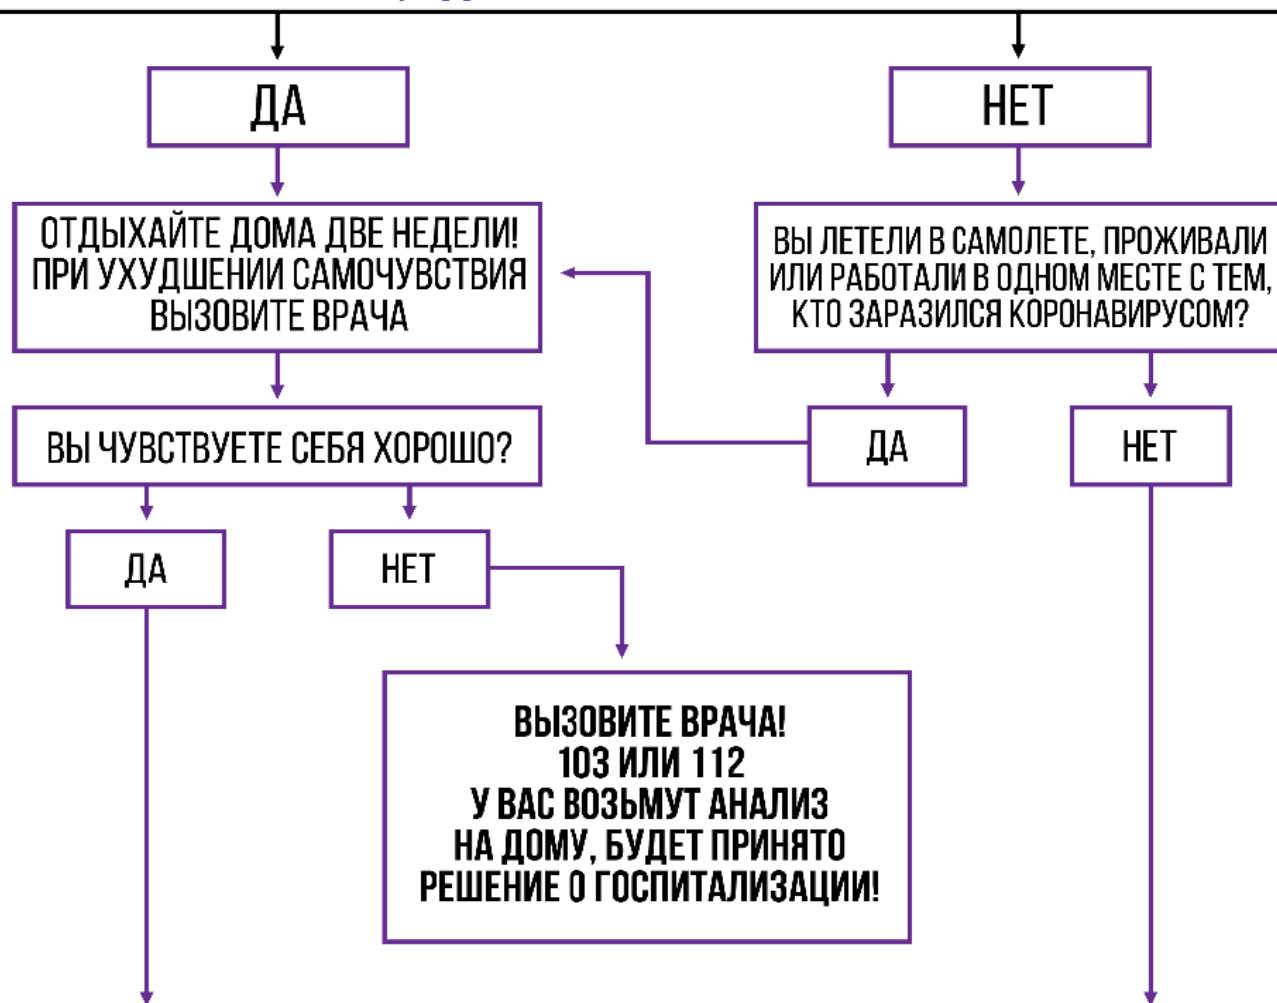 ДА
НЕТ
ОТДЫХАЙТЕ ДОМА ДВЕ НЕДЕЛИ!
ПРИ УХУДШЕНИИ САМОЧУВСТВИЯ
ВЫЗОВИТЕ ВРАЧА
ВЫ ЛЕТЕЛИ В САМОЛЕТЕ, ПРОЖИВАЛИ
ИЛИ РАБОТАЛИ В ОДНОМ МЕСТЕ С ТЕМ,
КТО ЗАРАЗИЛСЯ КОРОНАВИРУСОМ?
ВЫ ЧУВСТВУЕТЕ СЕБЯ ХОРОШО?
ДА
НЕТ
ДА
НЕТ
ВЫЗОВИТЕ ВРАЧА!
103 ИЛИ 112
У ВАС ВОЗЬМУТ АНАЛИЗ
НА ДОМУ, БУДЕТ ПРИНЯТО
РЕШЕНИЕ О ГОСПИТАЛИЗАЦИИ!